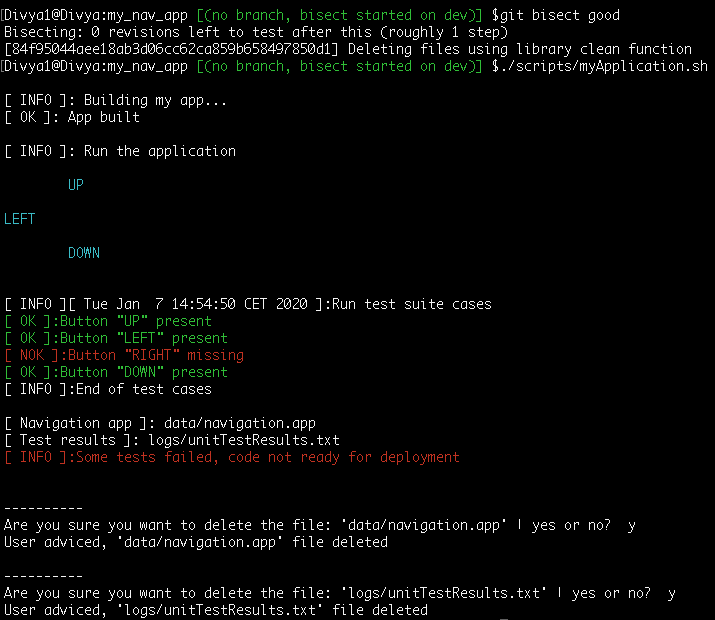 [Divya1@Divya:my_nav_app [(no branch, bisect started on dev)] $git bisect good
Bisecting: 0 revisions left to test after this (roughly 1 step)
[84f95044aee18ab3d06cc62ca859b658497850d1] Deleting files using library clean function
[Divya1@Divya:my_nav_app [(no branch, bisect started on dev)] $./scripts/myApplication.sh
[ INFO ]: Building my app...
[ OK ]: App built
[ INFO ]: Run the application
UP
LEFT
DOWN
[ INFO ][ Tue Jan  7 14:54:50 CET 2020 ]:Run test suite cases
[ OK ]:Button "UP" present
[ OK ]:Button "LEFT" present
[ NOK ]:Button "RIGHT" missing
[ OK ]:Button "DOWN" present
[ INFO ]:End of test cases
[ Navigation app ]: data/navigation.app
[ Test results ]: logs/unitTestResults.txt
[ INFO ]:Some tests failed, code not ready for deployment
----------
Are you sure you want to delete the file: 'data/navigation.app' | yes or no?  y
User adviced, 'data/navigation.app' file deleted
----------
Are you sure you want to delete the file: 'logs/unitTestResults.txt' | yes or no?  y
User adviced, 'logs/unitTestResults.txt' file deleted